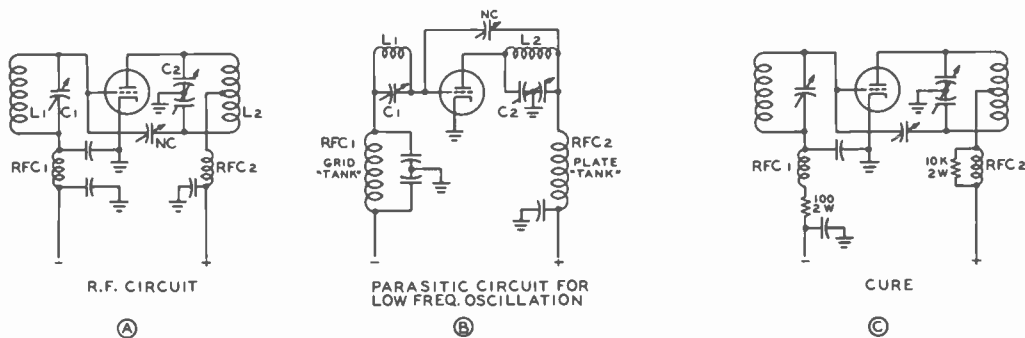 L1
C1
C2
L2
NC
RFC1
RFC2
-
+
R.F. CIRCUIT
A
NC
L1
L2
C1
C2
RFC1
GRID
"TANK"
RFC2
PLATE
"TANK"
-
+
PARASITIC CIRCUIT FOR
LOW FREQ. OSCILLATION
B
RFC1
100
2W
10K
2W
RFC2
-
+
CURE
C